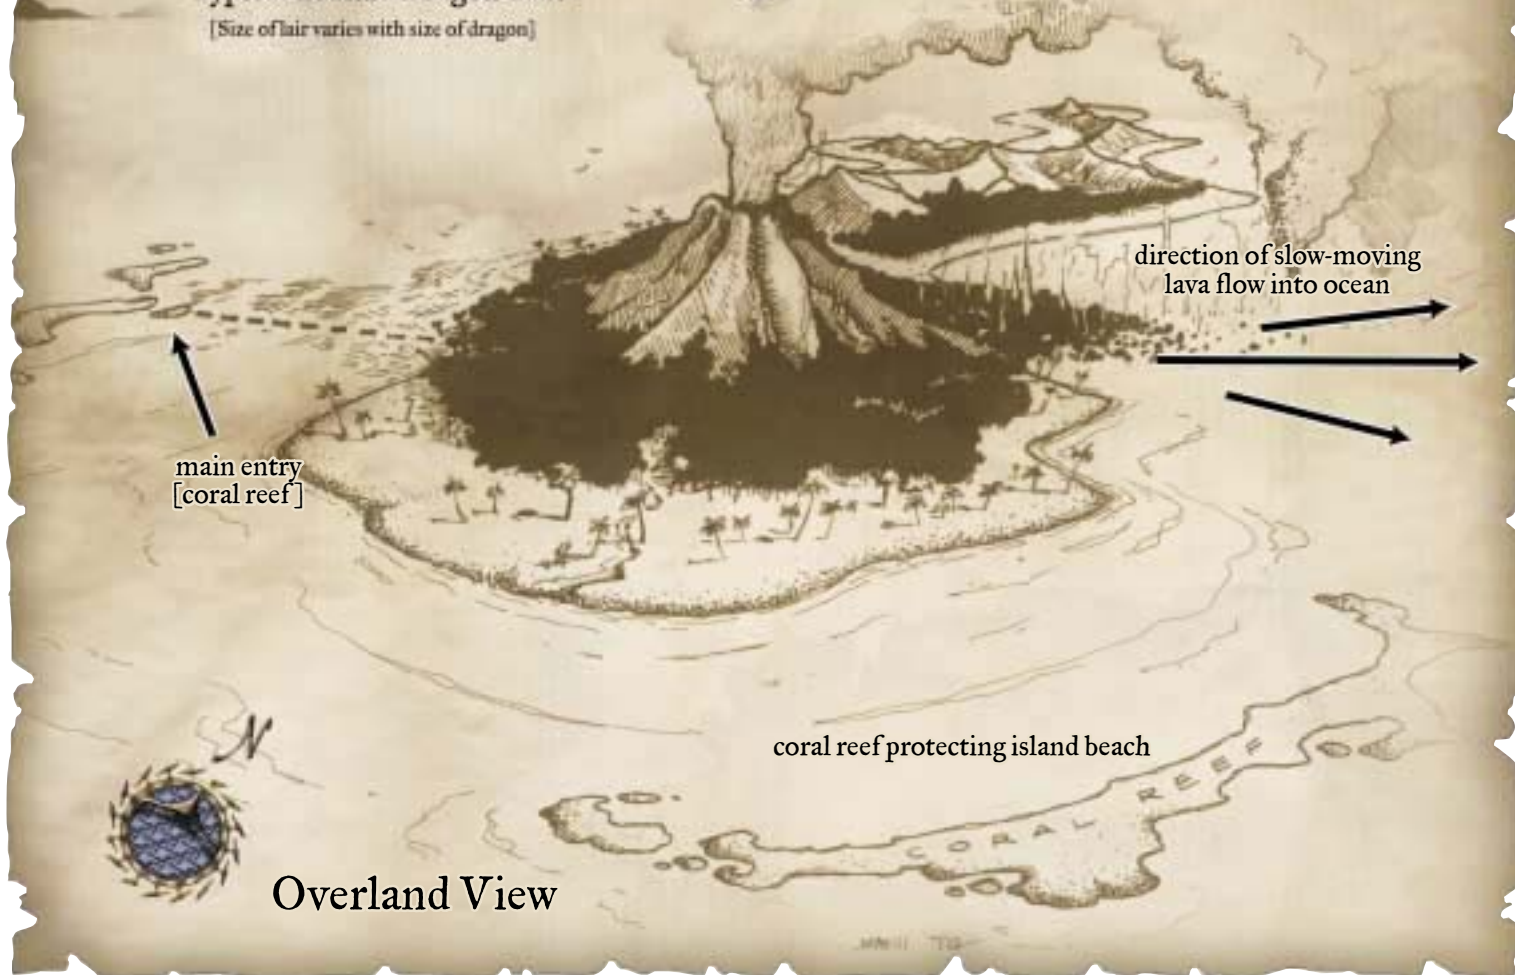 [Size of lair varies with size of dragon]
direction of slow-moving
lava flow into ocean
main entry
[coral reef]
coral reef protecting island beach
CORAL REEF
N
Overland View